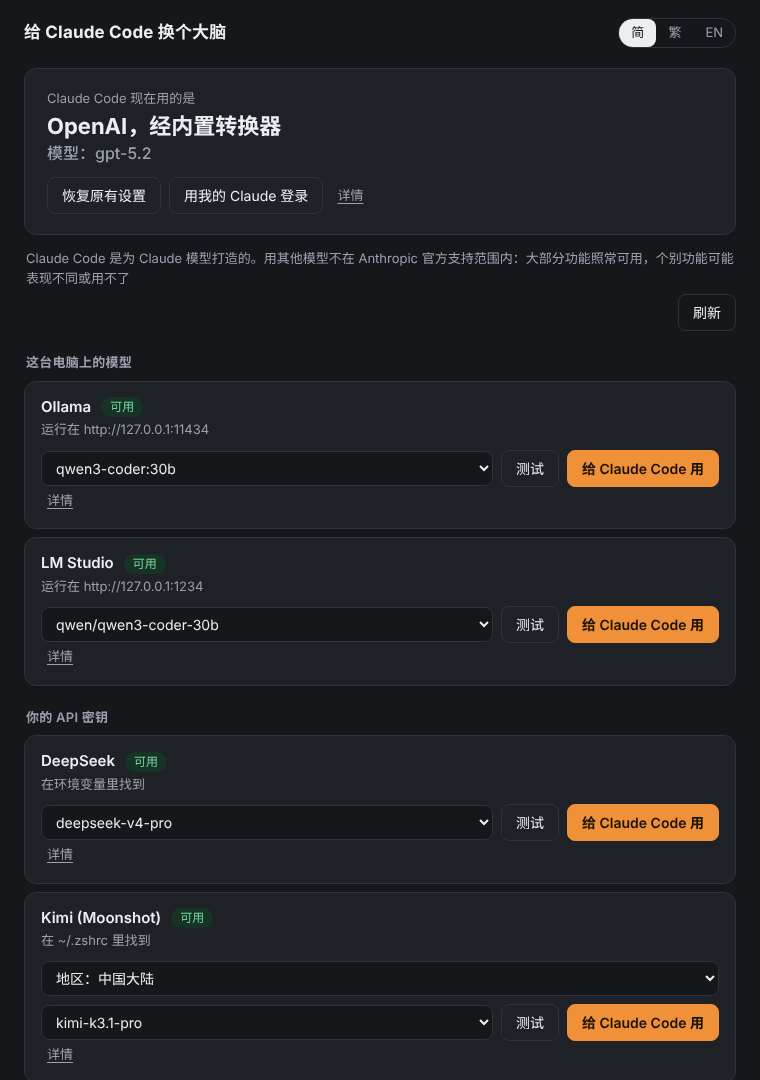 给 Claude Code 换个大脑
简 繁 EN
Claude Code 现在用的是
OpenAI，经内置转换器
模型：gpt-5.2
恢复原有设置 用我的 Claude 登录 详情
Claude Code 是为 Claude 模型打造的。用其他模型不在 Anthropic 官方支持范围内：大部分功能照常可用，个别功能可能
表现不同或用不了
刷新
这台电脑上的模型
Ollama 可用
运行在 http://127.0.0.1:11434
qwen3-coder:30b 测试 给 Claude Code 用
详情
LM Studio 可用
运行在 http://127.0.0.1:1234
qwen/qwen3-coder-30b 测试 给 Claude Code 用
详情
你的 API 密钥
DeepSeek 可用
在环境变量里找到
deepseek-v4-pro 测试 给 Claude Code 用
详情
Kimi (Moonshot) 可用
在 ~/.zshrc 里找到
地区：中国大陆
kimi-k3.1-pro 测试 给 Claude Code 用
详情